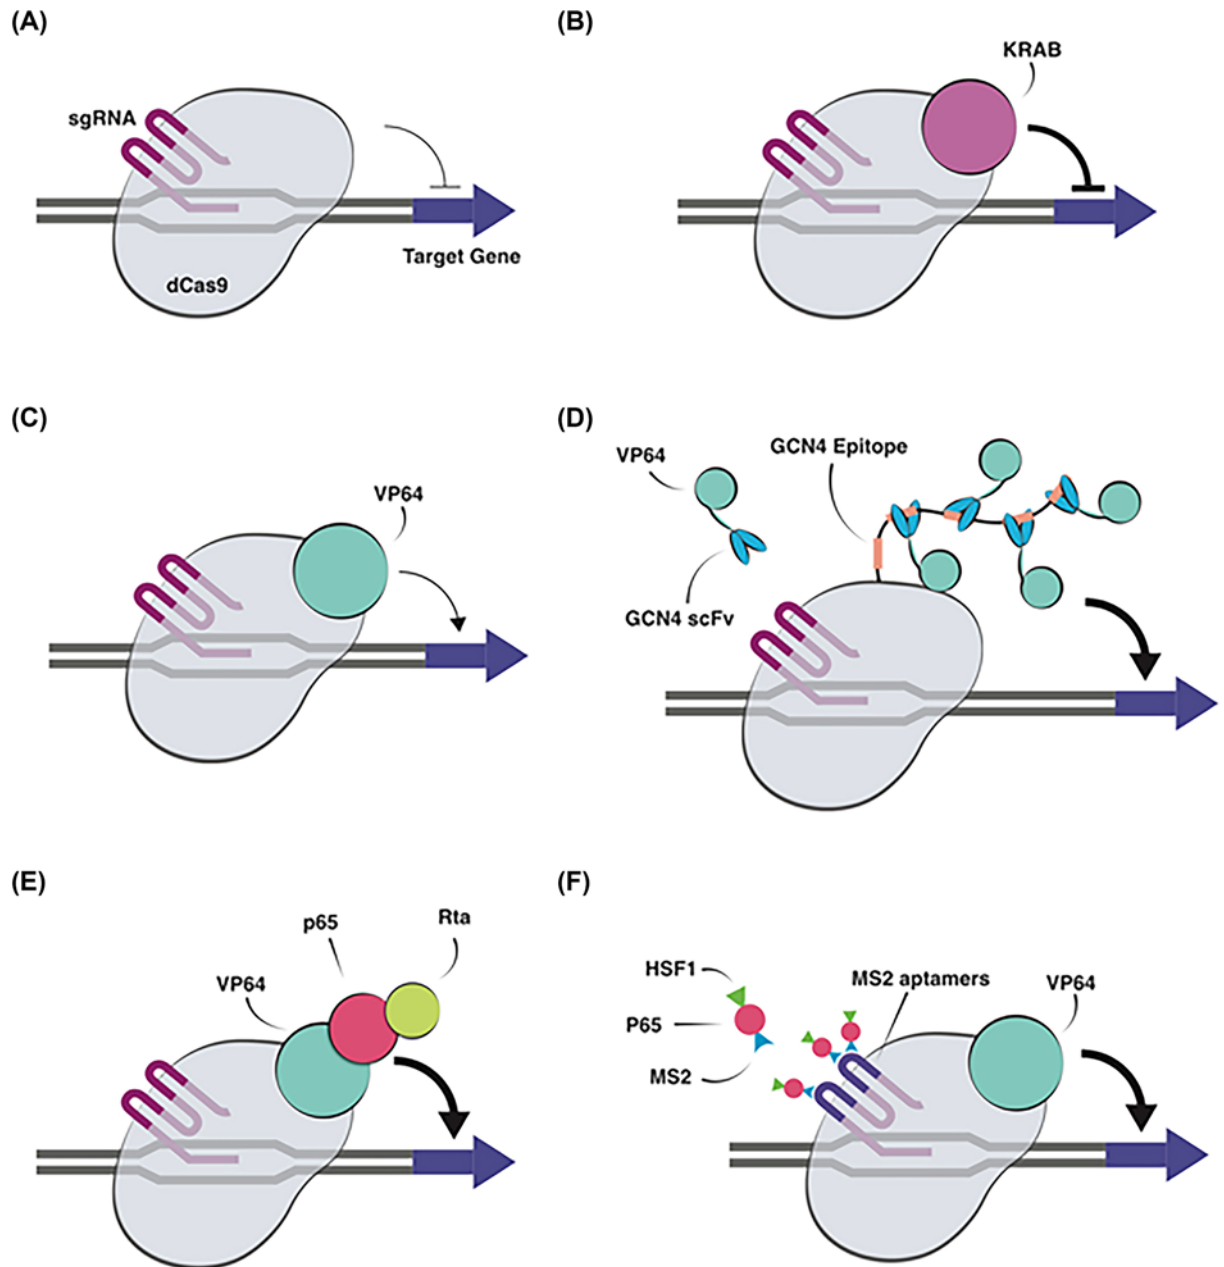 (A)
sgRNA
dCas9
Target Gene
(B)
KRAB
(C)
VP64
(D)
VP64
GCN4 Epitope
GCN4 scFv
(E)
VP64
p65
Rta
(F)
HSF1
P65
MS2
MS2 aptamers
VP64